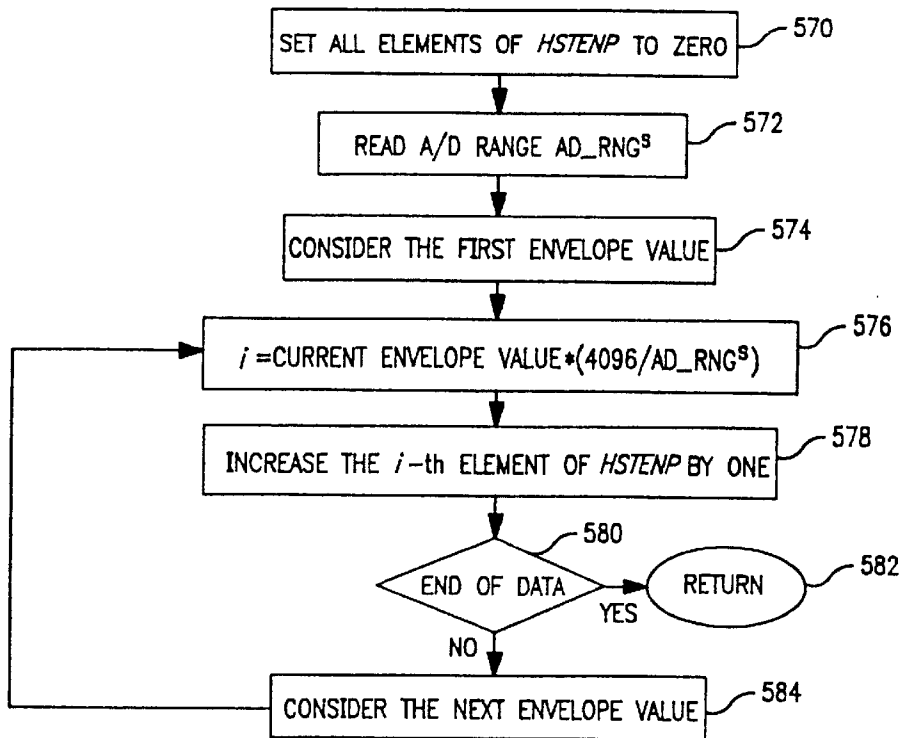 SET ALL ELEMENTS OF HSTENP TO ZERO
570
READ A/D RANGE AD_RNGˢ
572
CONSIDER THE FIRST ENVELOPE VALUE
574
i =CURRENT ENVELOPE VALUE*(4096/AD_RNGˢ)
576
INCREASE THE i-th ELEMENT OF HSTENP BY ONE
578
END OF DATA
580
YES
RETURN
582
NO
CONSIDER THE NEXT ENVELOPE VALUE
584